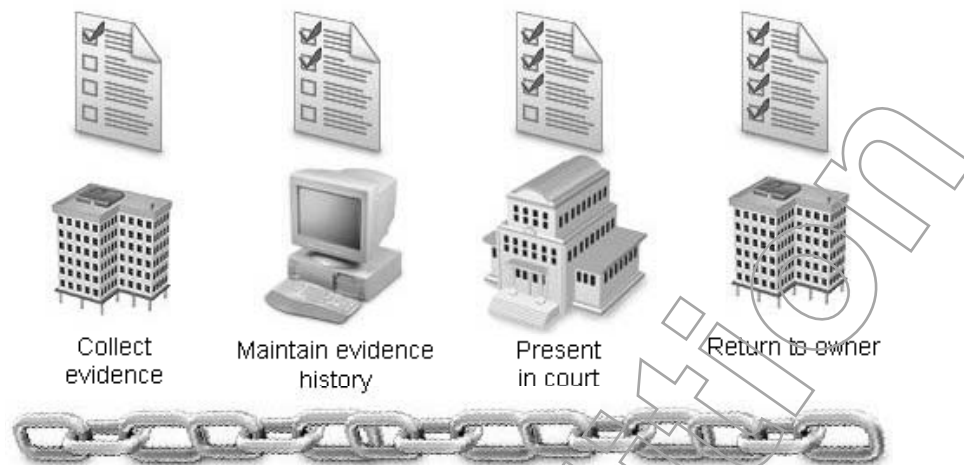 Collect
evidence
Maintain evidence
history
Present
in court
Return to owner